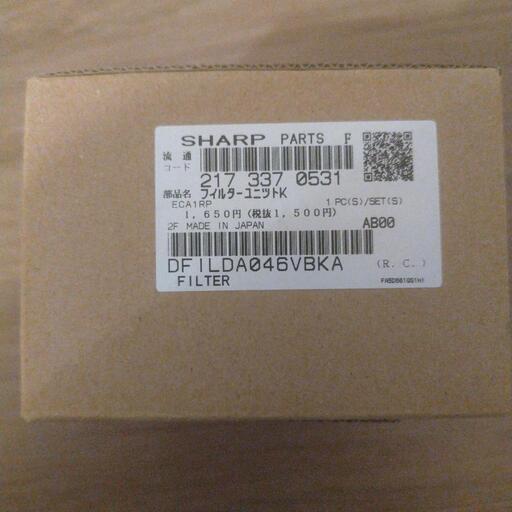 SHARP PARTS F
流通
コード
217 337 0531
部品名 フィルターユニットK
ECA1RP 1 PC(S)/SET(S)
1,650円(税抜1,500円)
2F MADE IN JAPAN AB00
DFILDA046VBKA (R. C.)
FILTER